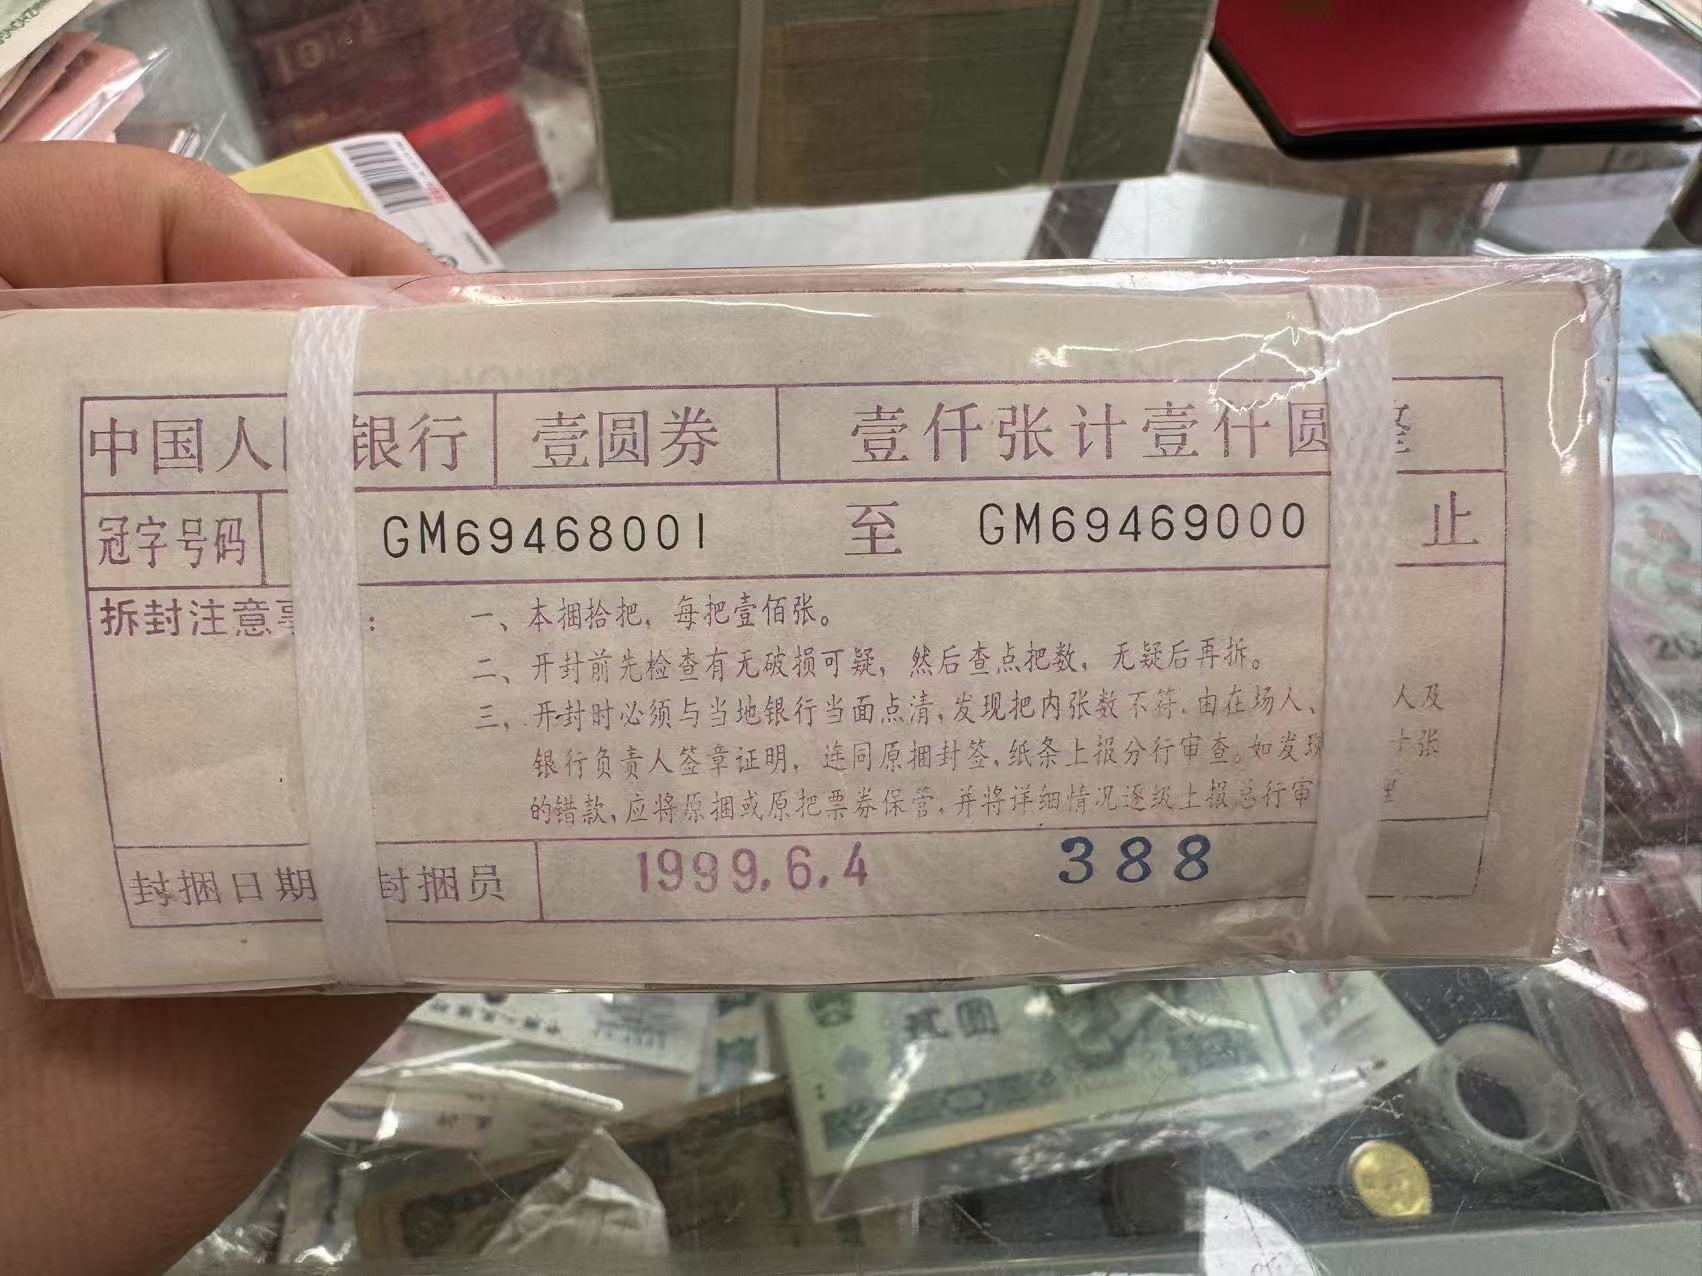 中国人 银行 壹圆券 壹仟张计壹仟圆整
冠字号码 GM69468001 至 GM69469000 止
拆封注意事 : 一、本捆拾把，每把壹佰张。
二、开封前先检查有无破损可疑，然后查点把数，无疑后再拆。
三、开封时必须与当地银行当面点清，发现把内张数不符，由在场人、 人及
银行负责人签章证明，连同原捆封签，纸条上报分行审查。如发现 十张
的错款，应将原捆或原把票券保管，并将详细情况逐级上报总行审 理
封捆日期 封捆员 1999.6.4 388
贰圆